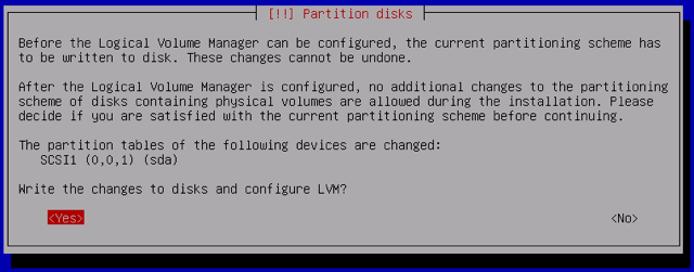 [!!] Partition disks
Before the Logical Volume Manager can be configured, the current partitioning scheme has
to be written to disk. These changes cannot be undone.
After the Logical Volume Manager is configured, no additional changes to the partitioning
scheme of disks containing physical volumes are allowed during the installation. Please
decide if you are satisfied with the current partitioning scheme before continuing.
The partition tables of the following devices are changed:
SCSI1 (0,0,1) (sda)
Write the changes to disks and configure LVM?
<Yes> <No>